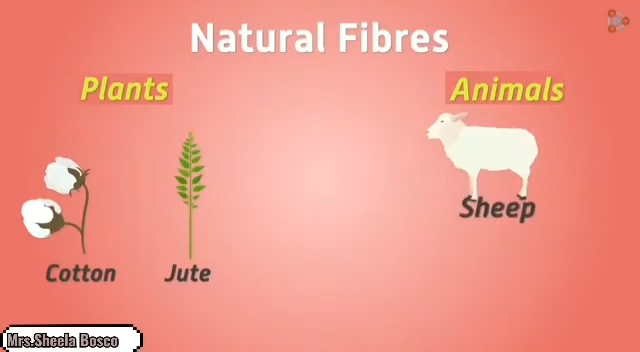 Natural Fibres
Plants
Animals
Sheep
Cotton
Jute
Mrs.Sheela Bosco